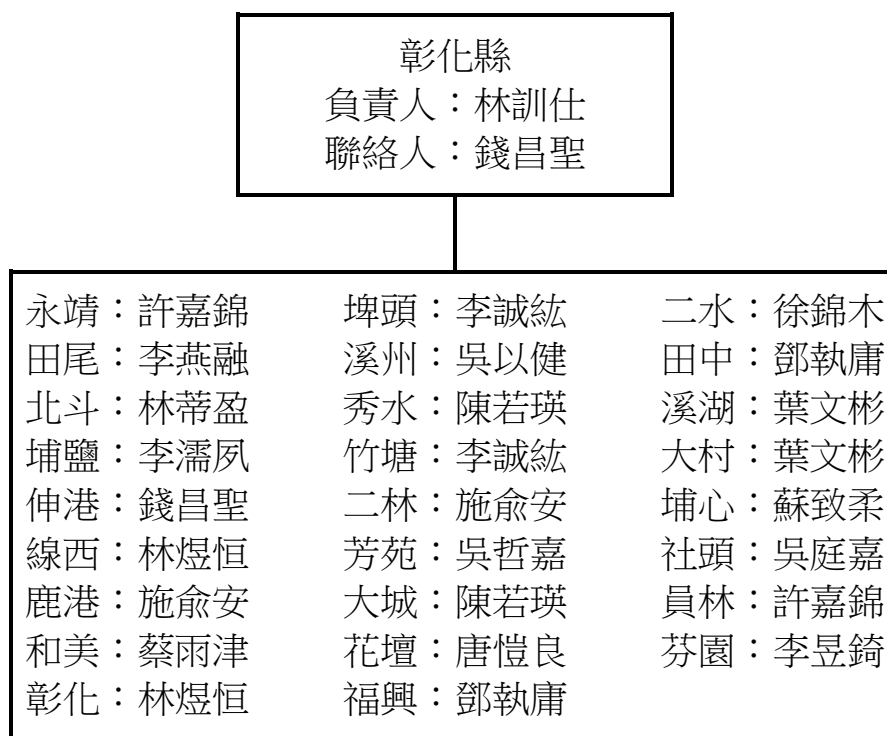 彰化縣
負責人：林訓仕
聯絡人：錢昌聖
永靖：許嘉錦 埤頭：李誠紘 二水：徐錦木
田尾：李燕融 溪州：吳以健 田中：鄧執庸
北斗：林蒂盈 秀水：陳若瑛 溪湖：葉文彬
埔鹽：李濡夙 竹塘：李誠紘 大村：葉文彬
伸港：錢昌聖 二林：施俞安 埔心：蘇致柔
線西：林煜恒 芳苑：吳哲嘉 社頭：吳庭嘉
鹿港：施俞安 大城：陳若瑛 員林：許嘉錦
和美：蔡雨津 花壇：唐愷良 芬園：李昱錡
彰化：林煜恒 福興：鄧執庸